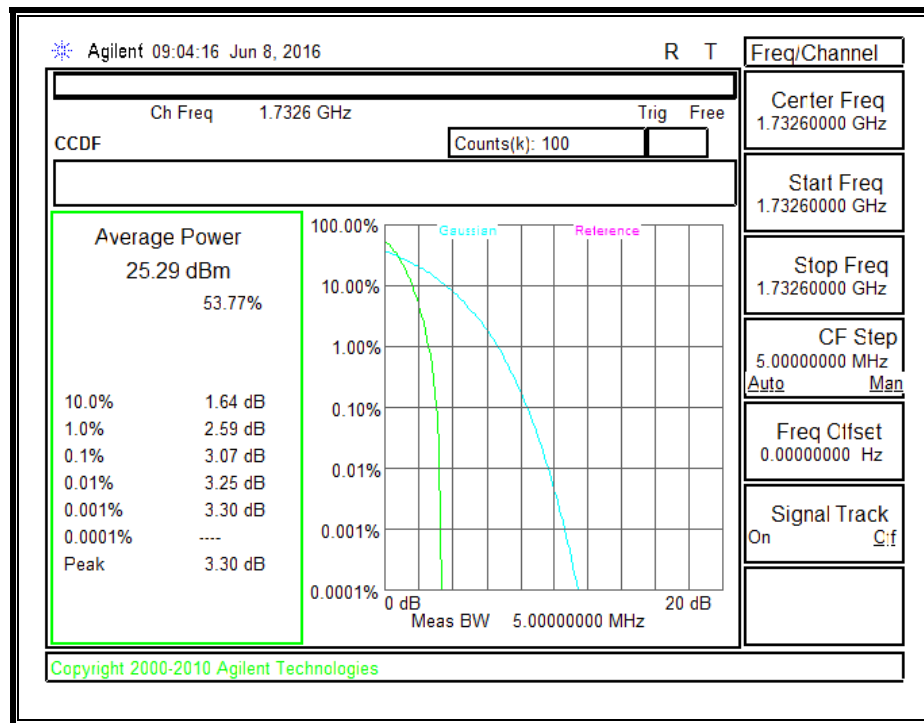 Agilent 09:04:16 Jun 8, 2016 R T
Ch Freq 1.7326 GHz Trig Free
CCDF Counts(k): 100
Average Power
25.29 dBm
53.77%
10.0% 1.64 dB
1.0% 2.59 dB
0.1% 3.07 dB
0.01% 3.25 dB
0.001% 3.30 dB
0.0001% ----
Peak 3.30 dB
Gaussian Reference
100.00%
10.00%
1.00%
0.10%
0.01%
0.001%
0.0001%
0 dB 20 dB
Meas BW 5.00000000 MHz
Freq/Channel
Center Freq
1.73260000 GHz
Start Freq
1.73260000 GHz
Stop Freq
1.73260000 GHz
CF Step
5.00000000 MHz
Auto Man
Freq Offset
0.00000000 Hz
Signal Track
On Off
Copyright 2000-2010 Agilent Technologies